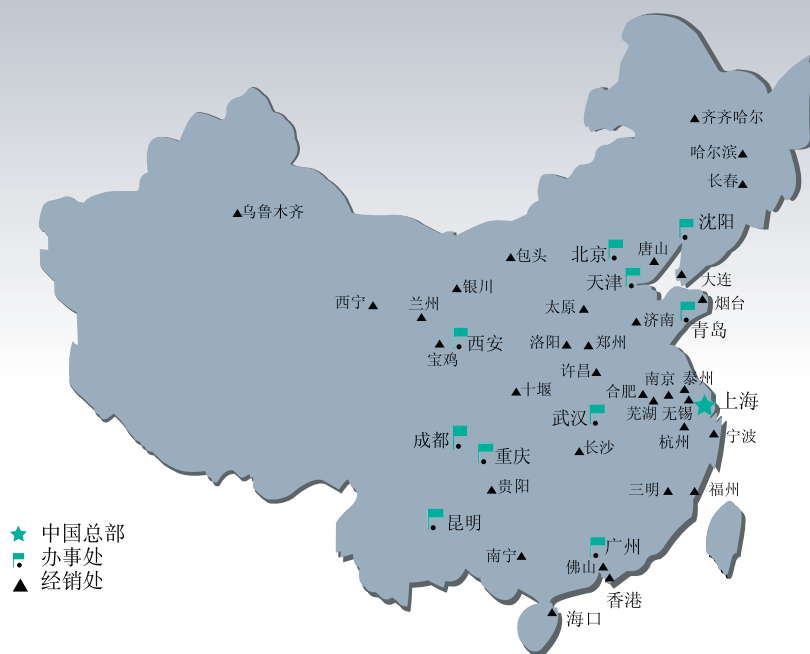 齐齐哈尔
哈尔滨
长春
乌鲁木齐
沈阳
北京
唐山
包头
天津
大连
银川
西宁
兰州
太原
烟台
济南
青岛
西安
宝鸡
洛阳
郑州
许昌
南京
泰州
十堰
合肥
上海
芜湖
无锡
武汉
成都
杭州
宁波
重庆
长沙
贵阳
三明
福州
昆明
中国总部
广州
南宁
办事处
佛山
经销处
香港
海口